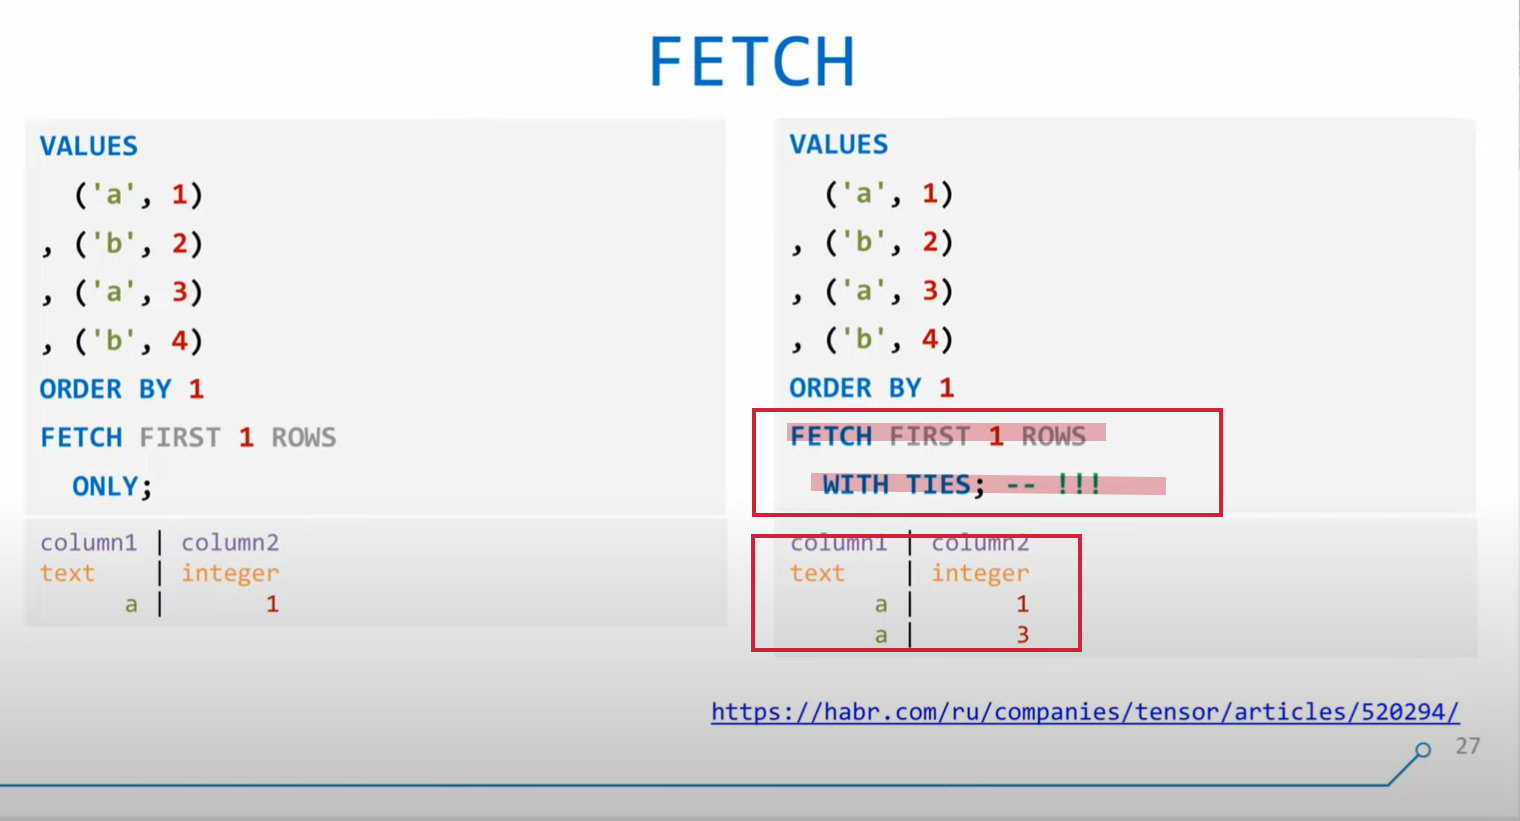 FETCH
VALUES
('a', 1)
, ('b', 2)
, ('a', 3)
, ('b', 4)
ORDER BY 1
FETCH FIRST 1 ROWS
ONLY;
column1 | column2
text | integer
a | 1
VALUES
('a', 1)
, ('b', 2)
, ('a', 3)
, ('b', 4)
ORDER BY 1
FETCH FIRST 1 ROWS
WITH TIES; -- !!!
column1 | column2
text | integer
a | 1
a | 3
https://habr.com/ru/companies/tensor/articles/520294/
27